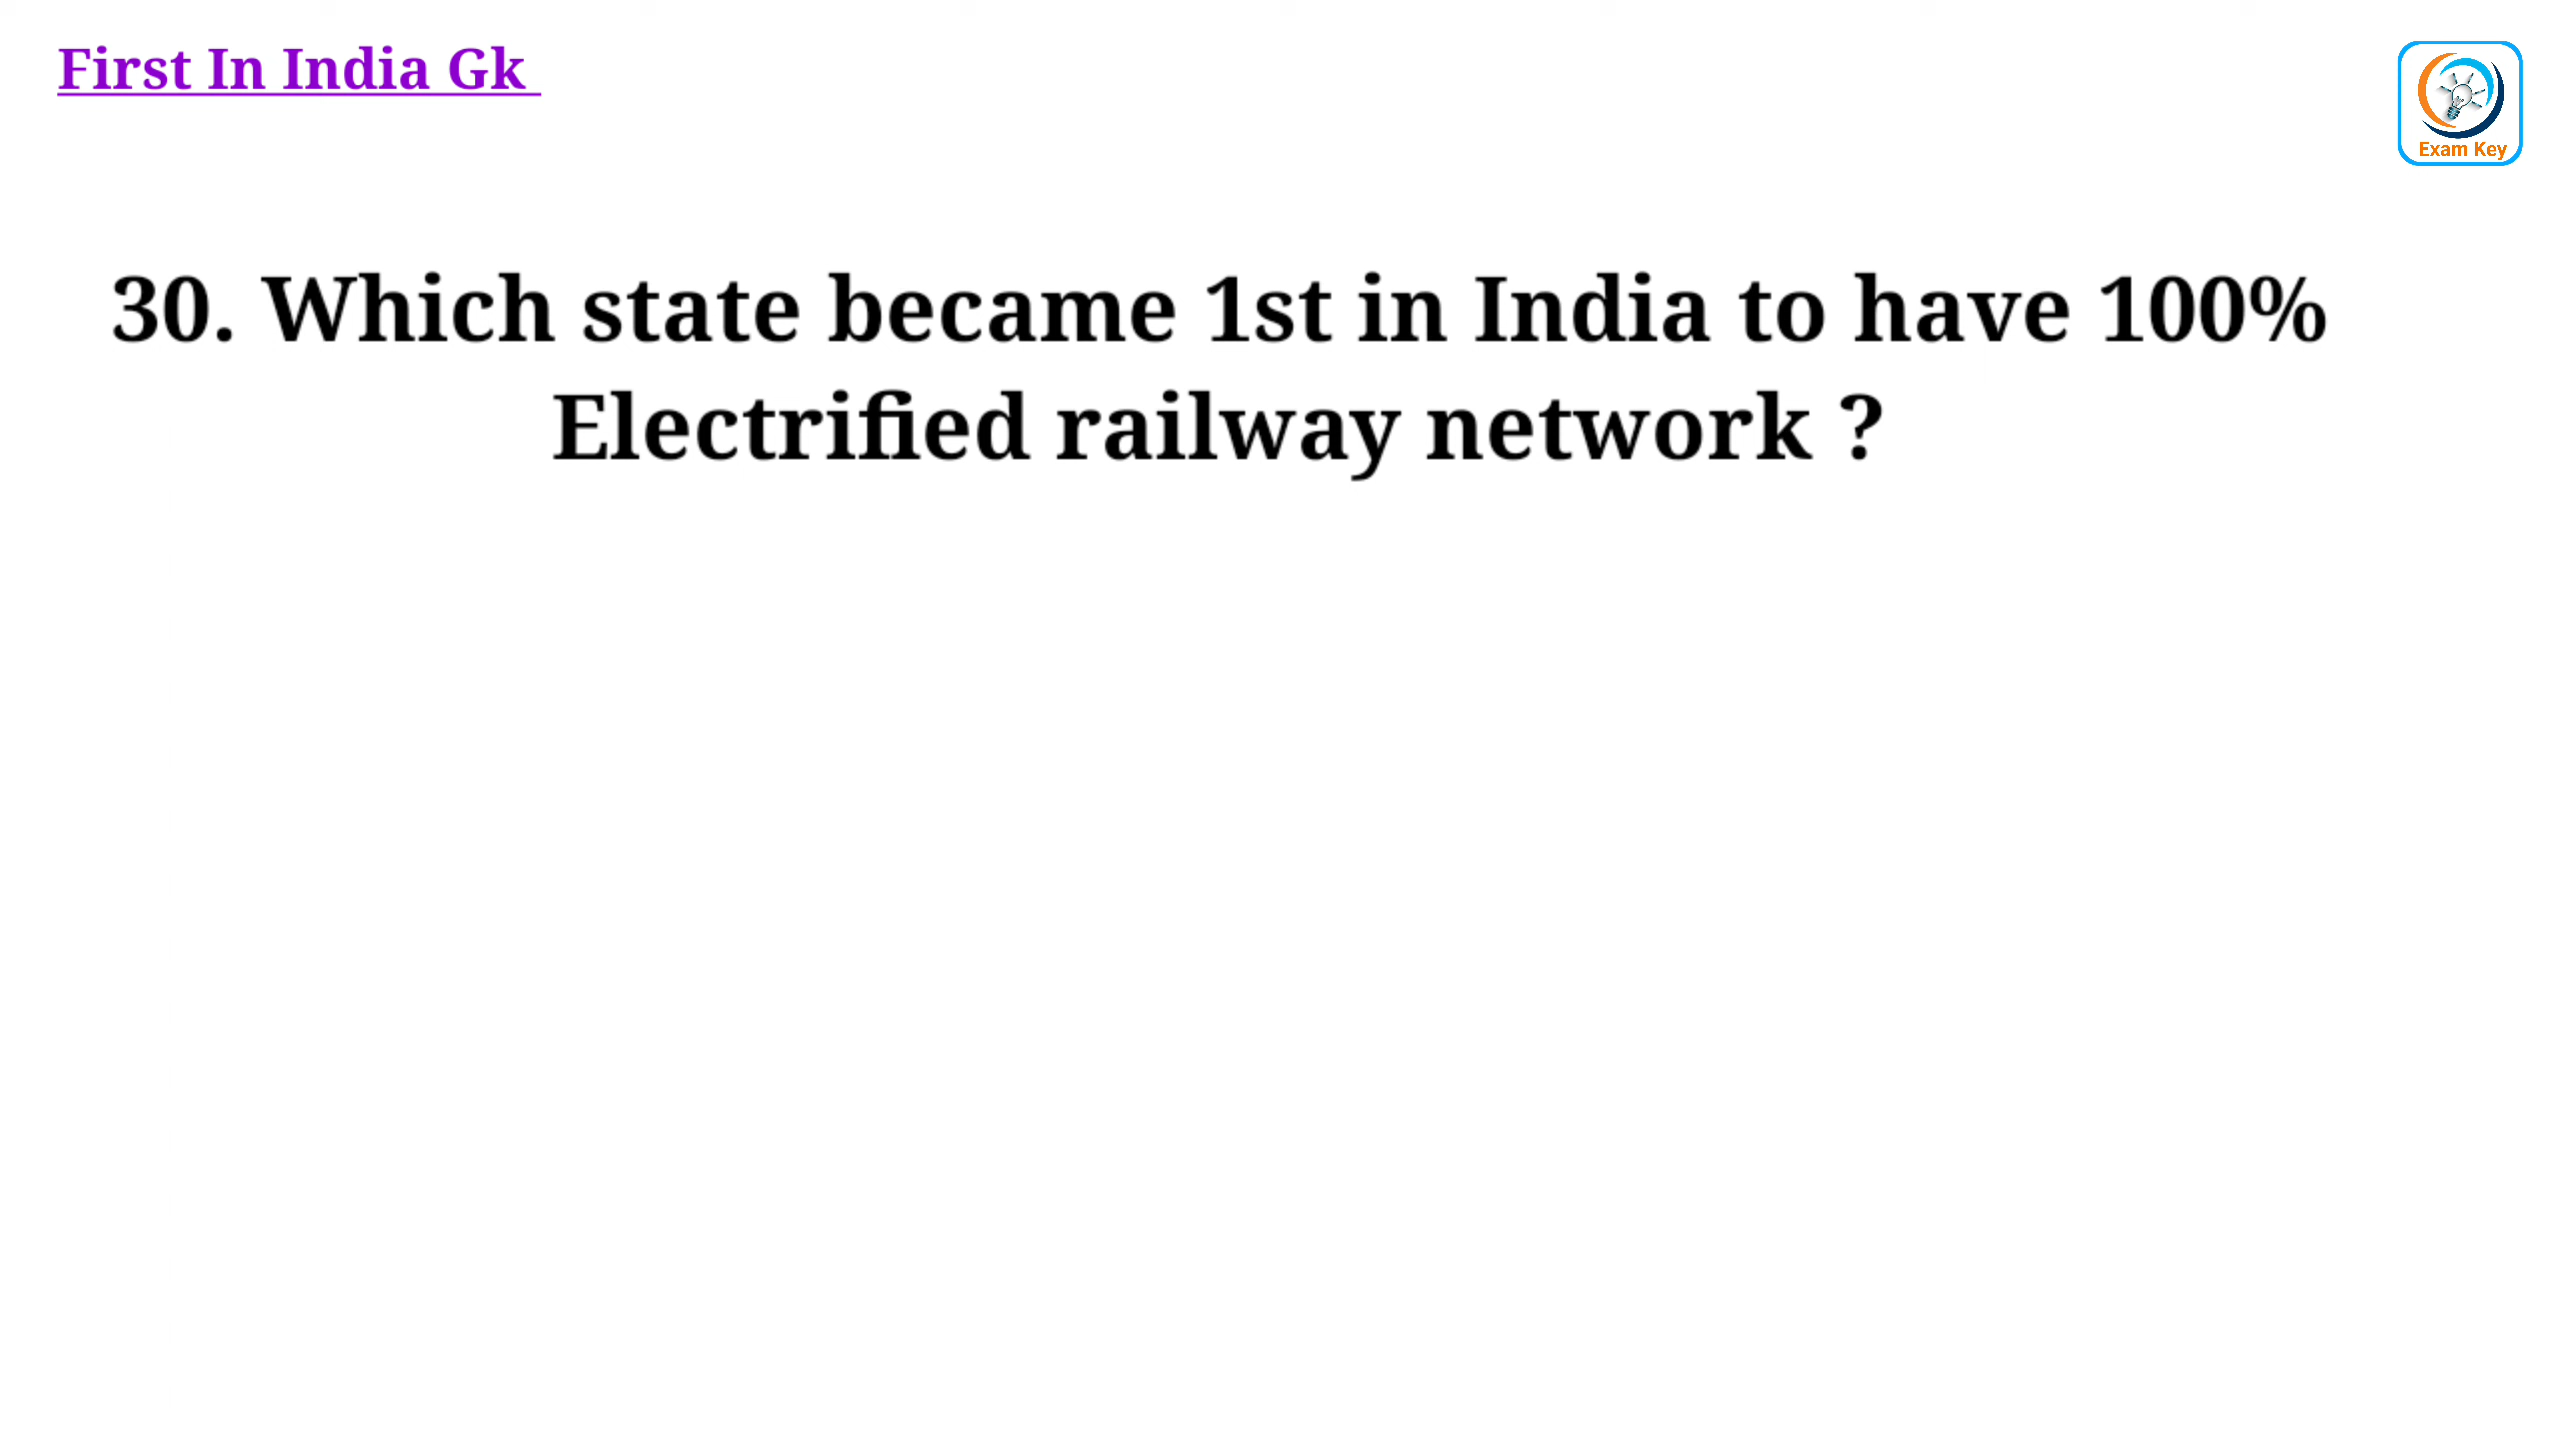 First In India Gk
Exam Key
30. Which state became 1st in India to have 100%
Electrified railway network ?